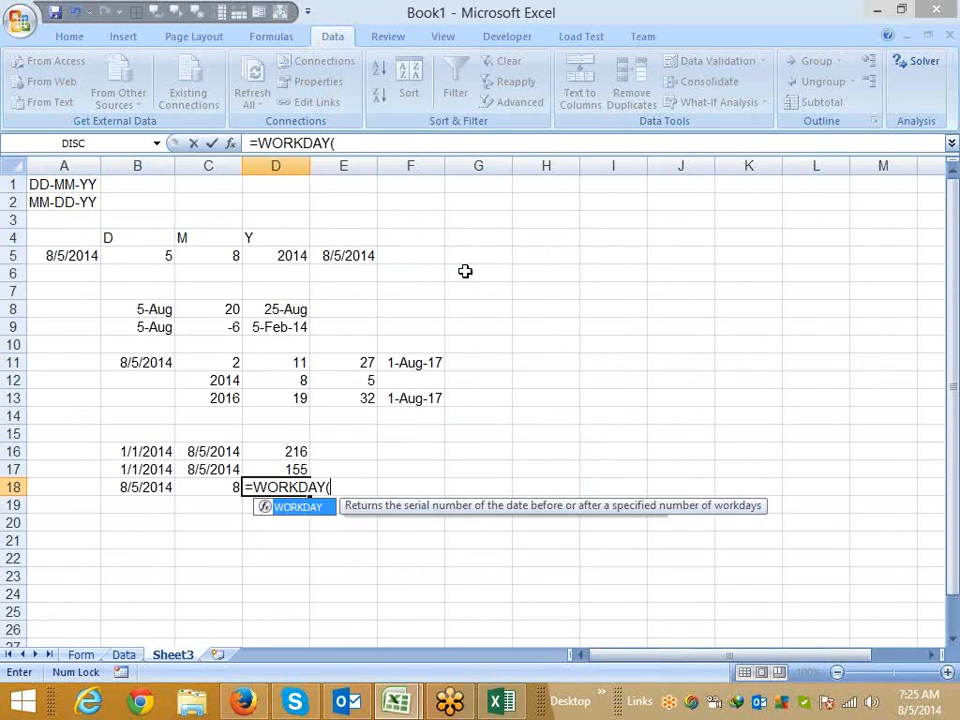 Book1 - Microsoft Excel
Home Insert Page Layout Formulas Data Review View Developer Load Test Team
From Access
From Web
From Text
From Other Sources
Existing Connections
Get External Data
Refresh All
Connections
Properties
Edit Links
Connections
Sort
Filter
Clear
Reapply
Advanced
Sort & Filter
Text to Columns
Remove Duplicates
Data Validation
Consolidate
What-If Analysis
Data Tools
Group
Ungroup
Subtotal
Outline
Solver
Analysis
DISC fx =WORKDAY(
A B C D E F G H I J K L M
1 DD-MM-YY
2 MM-DD-YY
3
4 D M Y
5 8/5/2014 5 8 2014 8/5/2014
6
7
8 5-Aug 20 25-Aug
9 5-Aug -6 5-Feb-14
10
11 8/5/2014 2 11 27 1-Aug-17
12 2014 8 5
13 2016 19 32 1-Aug-17
14
15
16 1/1/2014 8/5/2014 216
17 1/1/2014 8/5/2014 155
18 8/5/2014 8 =WORKDAY(
19 fx WORKDAY Returns the serial number of the date before or after a specified number of workdays
20
21
22
23
24
25
26
27
Form Data Sheet3
Enter Num Lock 100%
Desktop Links 7:25 AM
8/5/2014